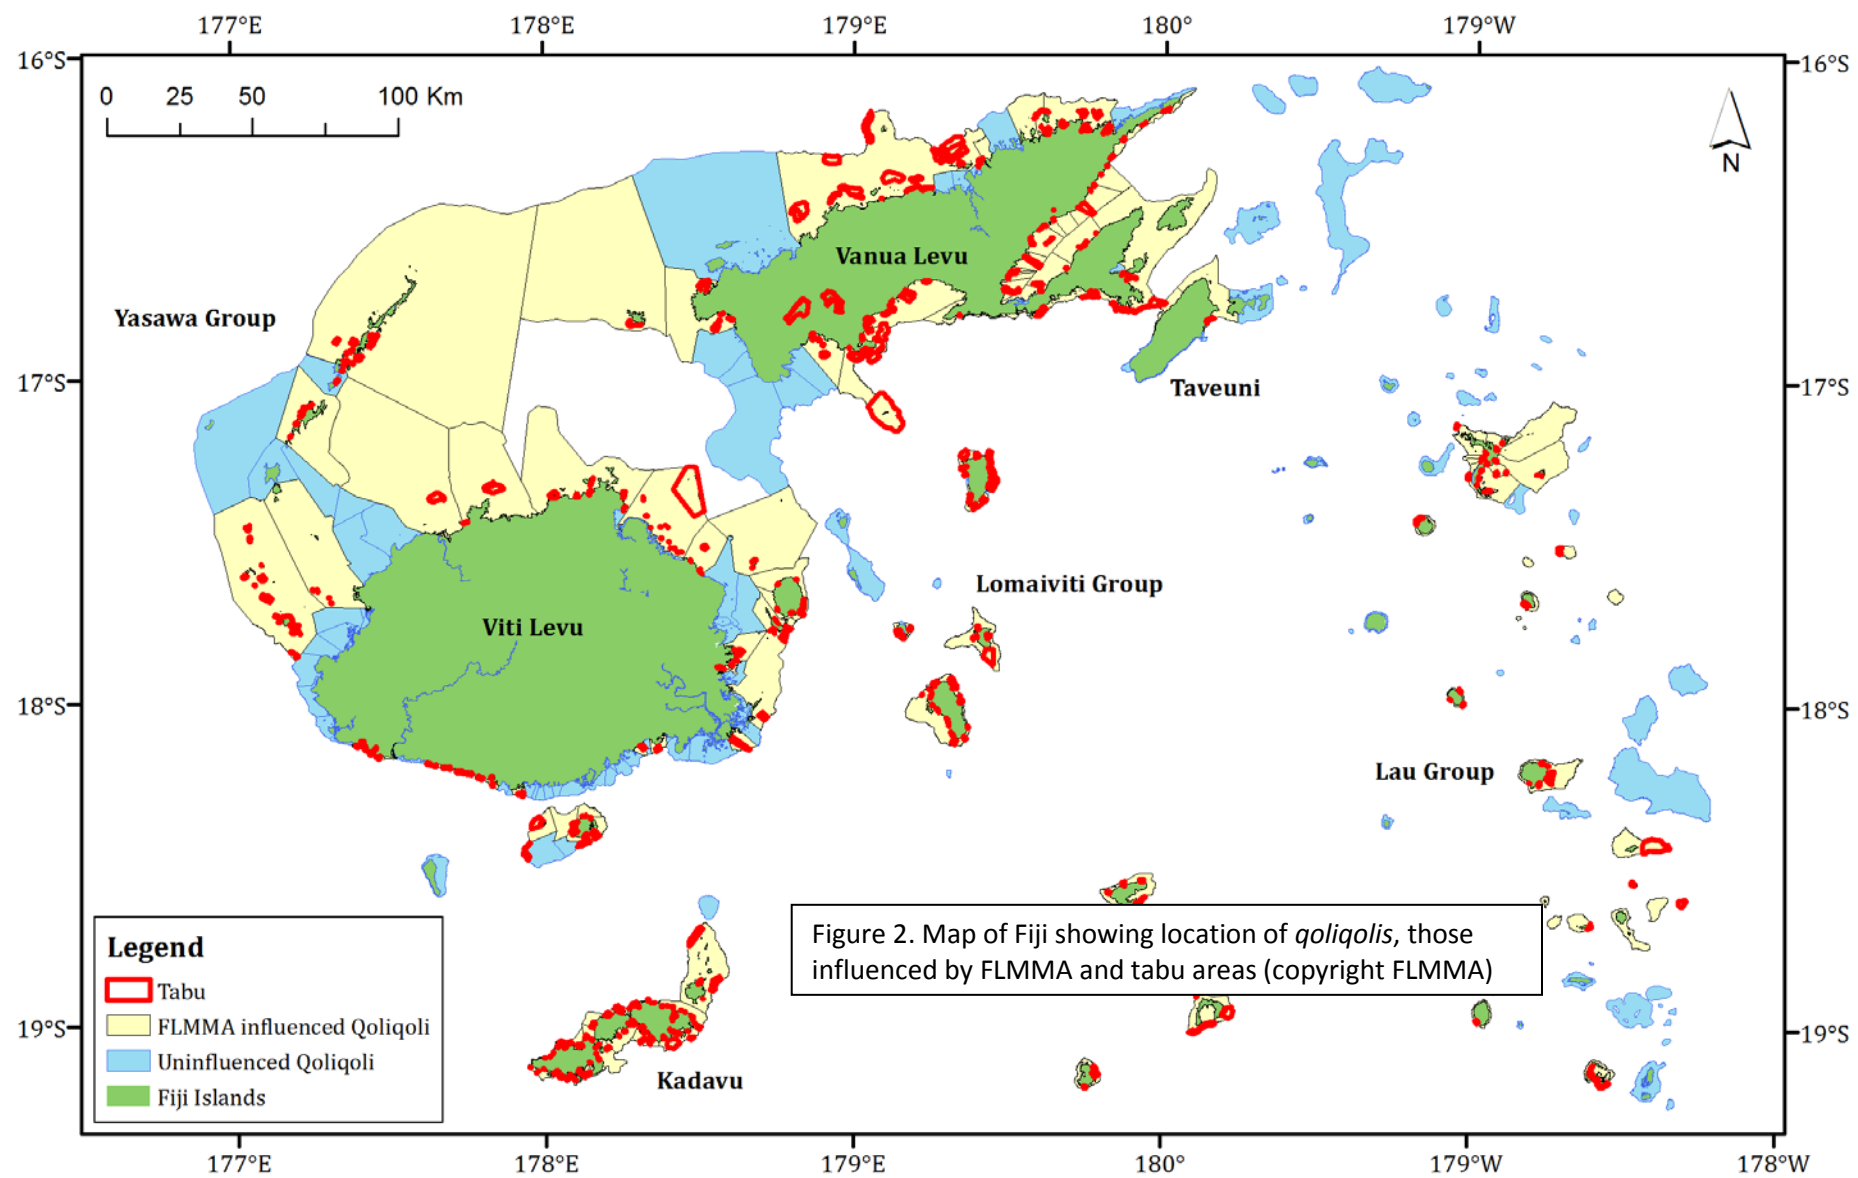 177°E 178°E 179°E 180° 179°W
16°S 16°S
0 25 50 100 Km
N
Vanua Levu
Yasawa Group
17°S 17°S
Taveuni
Lomaiviti Group
Viti Levu
18°S 18°S
Lau Group
Figure 2. Map of Fiji showing location of qoliqolis, those
influenced by FLMMA and tabu areas (copyright FLMMA)
Legend
Tabu
FLMMA influenced Qoliqoli
Uninfluenced Qoliqoli
Fiji Islands
19°S 19°S
Kadavu
177°E 178°E 179°E 180° 179°W 178°W